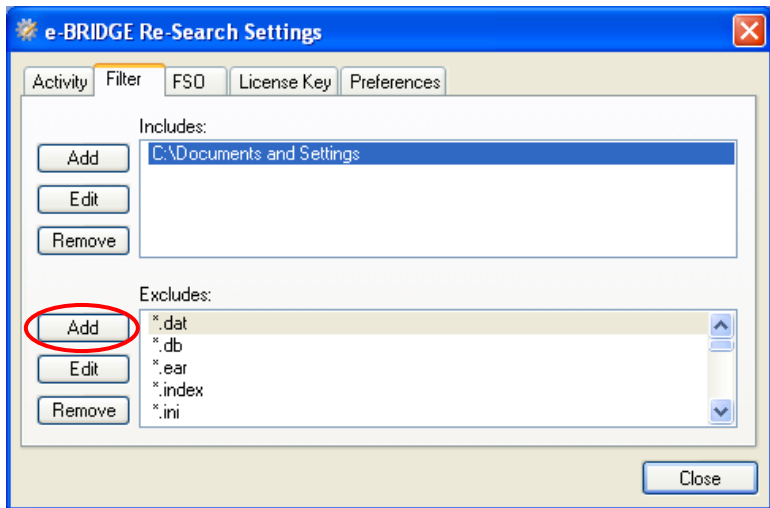 e-BRIDGE Re-Search Settings
Activity Filter FSO License Key Preferences
Includes:
Add C:\Documents and Settings
Edit
Remove
Excludes:
Add *.dat
*.db
Edit *.ear
*.index
Remove *.ini
Close